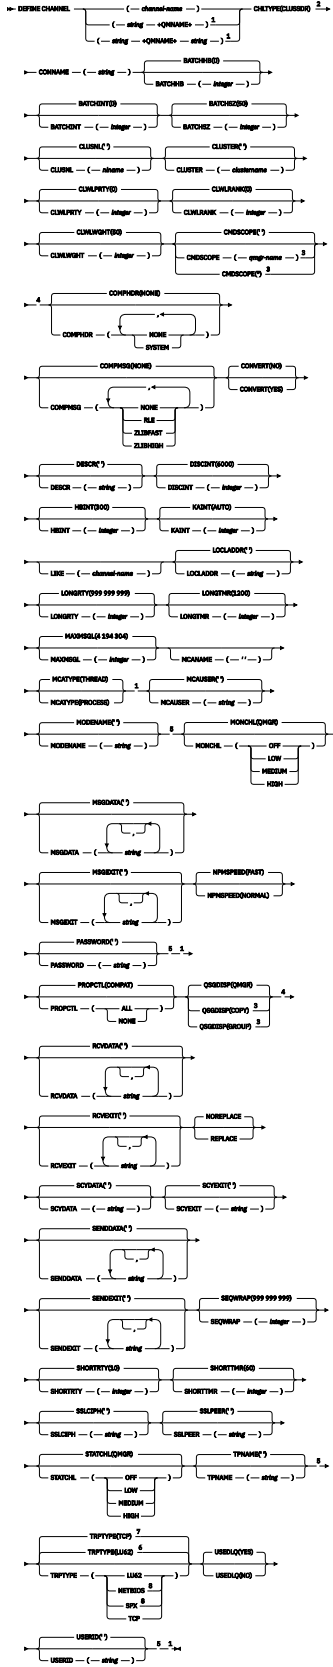 ( channel-name )
DEFINE CHANNEL ( string +QMNAME+ ) 1 CHLTYPE(CLUSSDR) 2
( string +QMNAME+ string ) 1
BATCHHB(0)
CONNAME ( string ) BATCHHB ( integer )
BATCHINT(0) BATCHSZ(50)
BATCHINT ( integer ) BATCHSZ ( integer )
CLUSNL(' ') CLUSTER(' ')
CLUSNL ( nlname ) CLUSTER ( clustername )
CLWLPRTY(0) CLWLRANK(0)
CLWLPRTY ( integer ) CLWLRANK ( integer )
CLWLWGHT(50) CMDSCOPE(' ')
CLWLWGHT ( integer ) CMDSCOPE ( qmgr-name ) 3
CMDSCOPE(*) 3
4 COMPHDR(NONE)
,
COMPHDR ( NONE )
SYSTEM
COMPMSG(NONE) CONVERT(NO)
, CONVERT(YES)
COMPMSG ( NONE )
RLE
ZLIBFAST
ZLIBHIGH
DESCR(' ') DISCINT(6000)
DESCR ( string ) DISCINT ( integer )
HBINT(300) KAINT(AUTO)
HBINT ( integer ) KAINT ( integer )
LOCLADDR(' ')
LIKE ( channel-name ) LOCLADDR ( string )
LONGRTY(999 999 999) LONGTMR(1200)
LONGRTY ( integer ) LONGTMR ( integer )
MAXMSGL(4 194 304)
MAXMSGL ( integer ) MCANAME ( ' ' )
MCATYPE(THREAD) 1 MCAUSER(' ')
MCATYPE(PROCESS) MCAUSER ( string )
MODENAME(' ') 5 MONCHL(QMGR)
MODENAME ( string ) MONCHL ( OFF )
LOW
MEDIUM
HIGH
MSGDATA(' ')
,
MSGDATA ( string )
MSGEXIT(' ') NPMSPEED(FAST)
, NPMSPEED(NORMAL)
MSGEXIT ( string )
PASSWORD(' ') 5 1
PASSWORD ( string )
PROPCTL(COMPAT) QSGDISP(QMGR) 4
PROPCTL ( ALL ) QSGDISP(COPY) 3
NONE QSGDISP(GROUP) 3
RCVDATA(' ')
,
RCVDATA ( string )
RCVEXIT(' ') NOREPLACE
, REPLACE
RCVEXIT ( string )
SCYDATA(' ') SCYEXIT(' ')
SCYDATA ( string ) SCYEXIT ( string )
SENDDATA(' ')
,
SENDDATA ( string )
SENDEXIT(' ') SEQWRAP(999 999 999)
, SEQWRAP ( integer )
SENDEXIT ( string )
SHORTRTY(10) SHORTTMR(60)
SHORTRTY ( integer ) SHORTTMR ( integer )
SSLCIPH(' ') SSLPEER(' ')
SSLCIPH ( string ) SSLPEER ( string )
STATCHL(QMGR) TPNAME(' ') 5
STATCHL ( OFF ) TPNAME ( string )
LOW
MEDIUM
HIGH
TRPTYPE(TCP) 7
TRPTYPE(LU62) 6 USEDLQ(YES)
TRPTYPE ( LU62 ) USEDLQ(NO)
NETBIOS 8
SPX 8
TCP
USERID(' ') 5 1
USERID ( string )